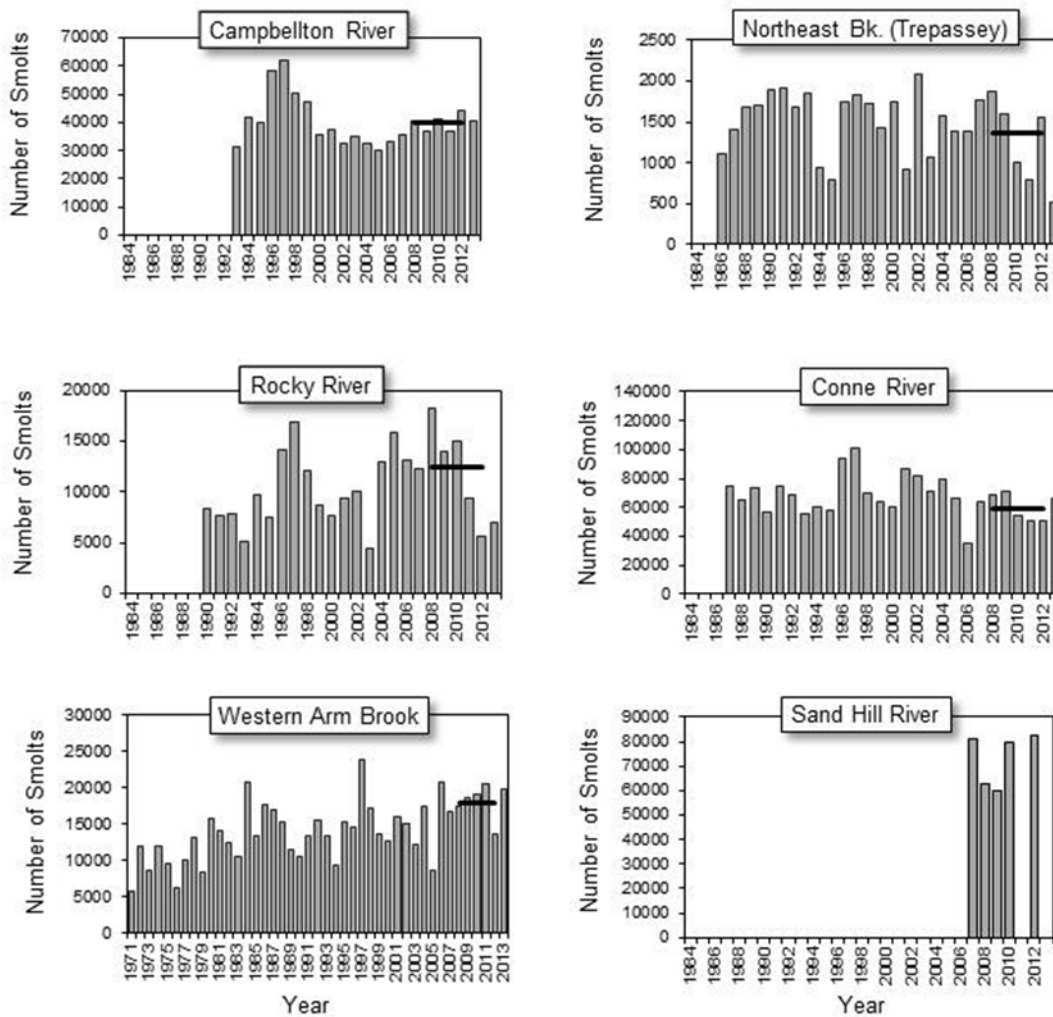 Campbellton River
Number of Smolts
70000
60000
50000
40000
30000
20000
10000
0
1984 1986 1988 1990 1992 1994 1996 1998 2000 2002 2004 2006 2008 2010 2012
Northeast Bk. (Trepassey)
Number of Smolts
2500
2000
1500
1000
500
0
1984 1986 1988 1990 1992 1994 1996 1998 2000 2002 2004 2006 2008 2010 2012
Rocky River
Number of Smolts
20000
15000
10000
5000
0
1984 1986 1988 1990 1992 1994 1996 1998 2000 2002 2004 2006 2008 2010 2012
Conne River
Number of Smolts
140000
120000
100000
80000
60000
40000
20000
0
1984 1986 1988 1990 1992 1994 1996 1998 2000 2002 2004 2006 2008 2010 2012
Western Arm Brook
Number of Smolts
30000
25000
20000
15000
10000
5000
0
1971 1973 1975 1977 1979 1981 1983 1985 1987 1989 1991 1993 1995 1997 1999 2001 2003 2005 2007 2009 2011 2013
Year
Sand Hill River
Number of Smolts
90000
80000
70000
60000
50000
40000
30000
20000
10000
0
1984 1986 1988 1990 1992 1994 1996 1998 2000 2002 2004 2006 2008 2010 2012
Year